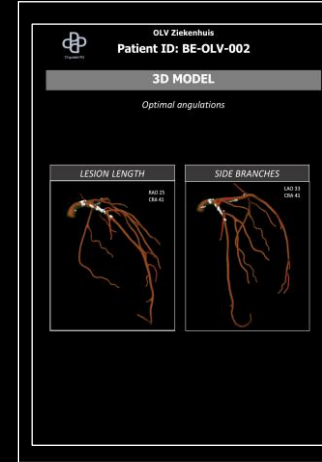 OLV Ziekenhuis
Patient ID: BE-OLV-002
3D MODEL
Optimal angulations
LESION LENGTH
RAO 25
CRA 41
SIDE BRANCHES
LAO 33
CRA 41